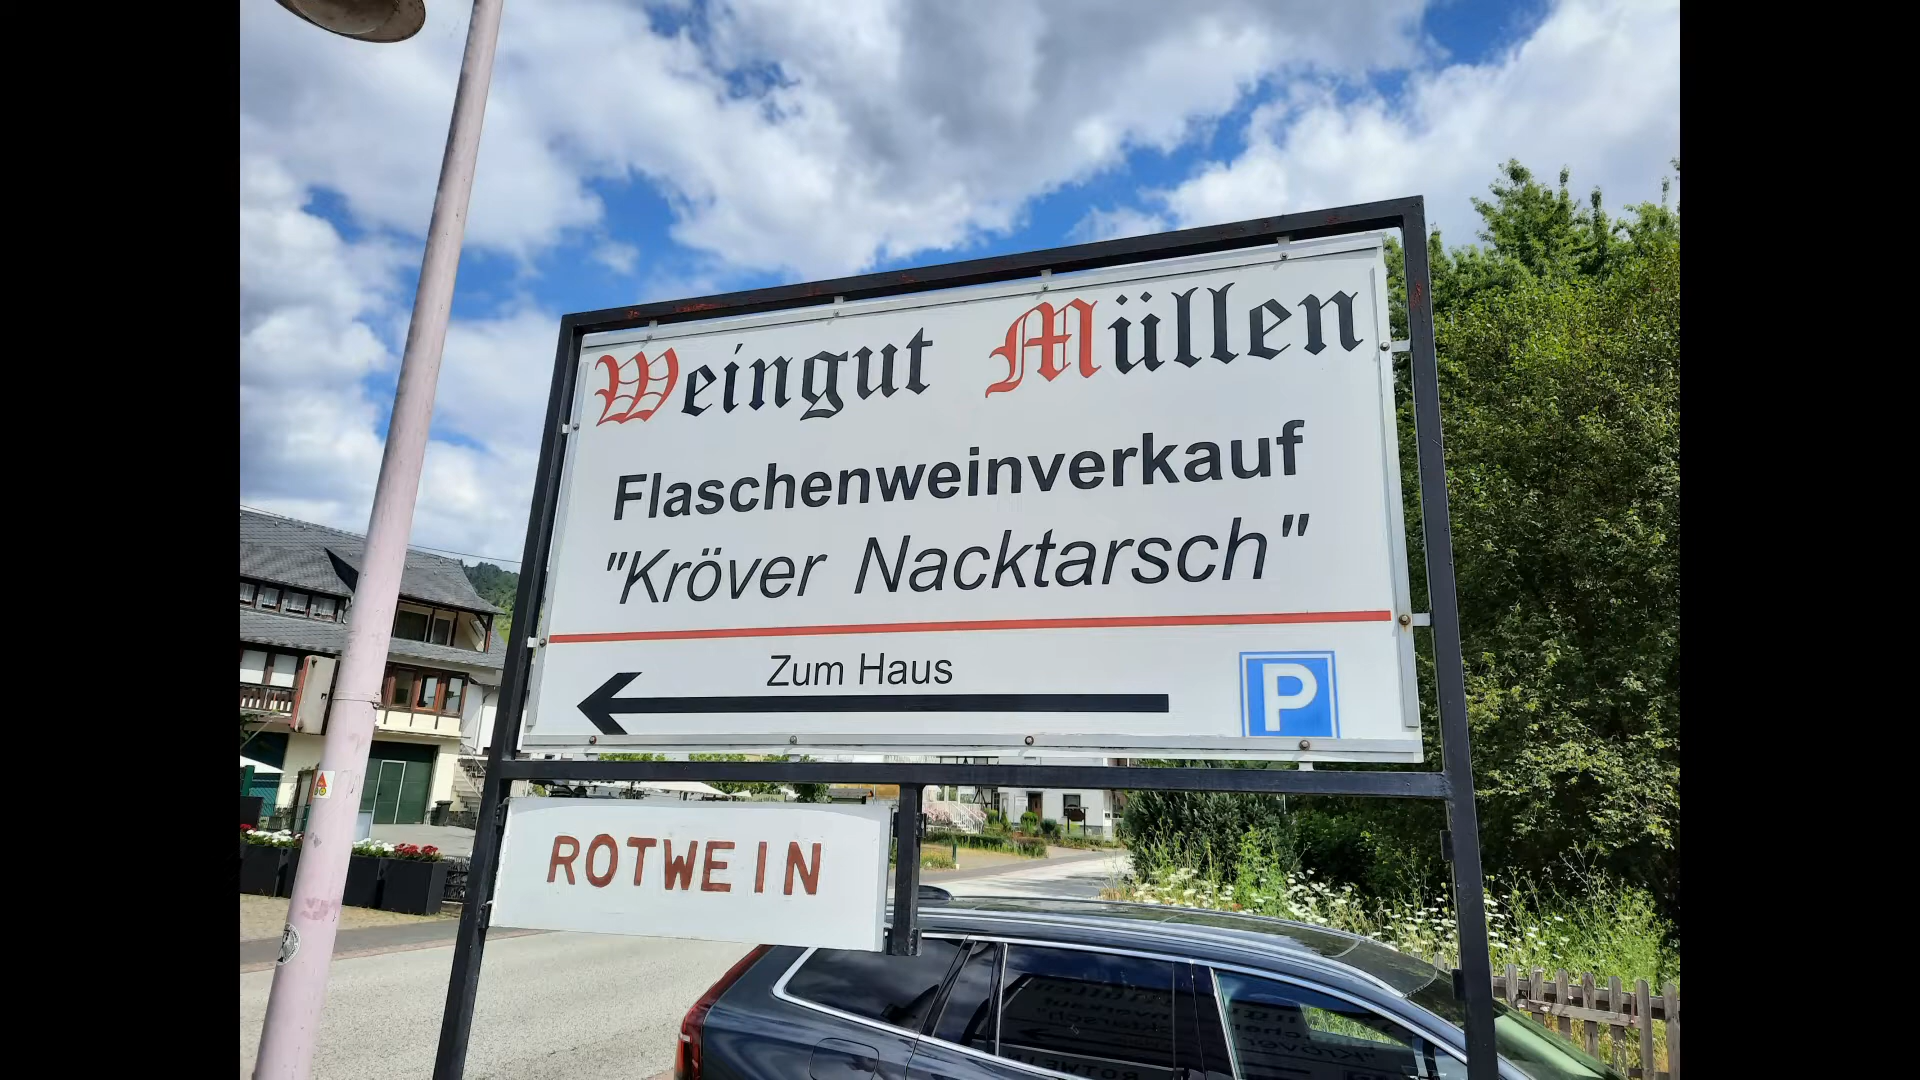 Weingut Müllen
Flaschenweinverkauf
"Kröver Nacktarsch"
Zum Haus
P
ROTWEIN